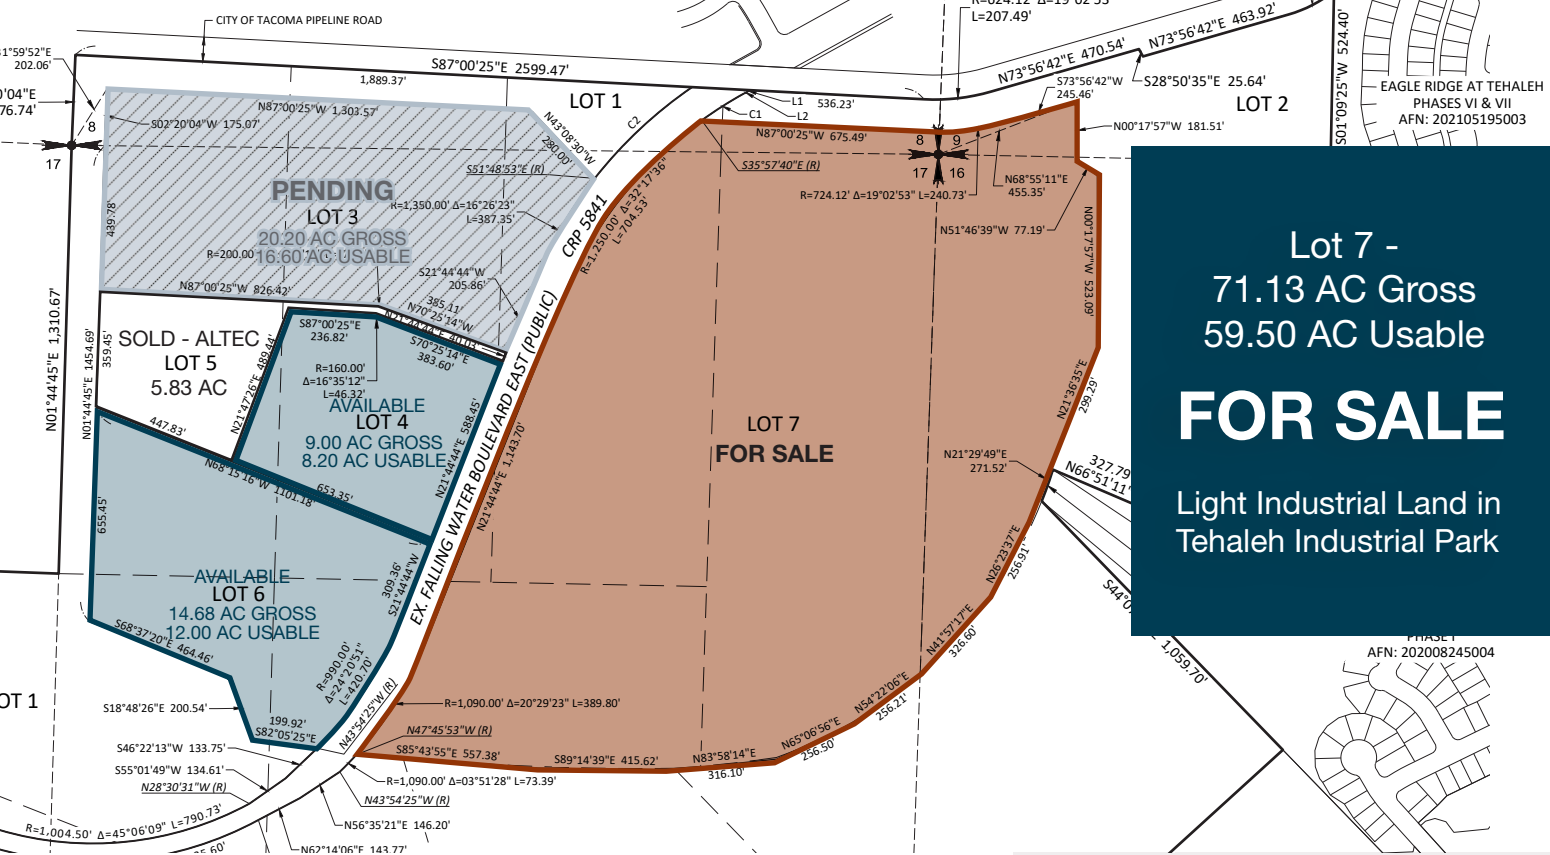 CITY OF TACOMA PIPELINE ROAD
L=207.49'
1°59'52"E
202.06'
0'04"E
76.74'
S87°00'25"E 2599.47'
1,889.37'
N73°56'42"E 470.54'
N73°56'42"E 463.92'
S28°50'35"E 25.64'
S73°56'42"W
245.46'
S01°09'25"W 524.40'
EAGLE RIDGE AT TEHALEH
PHASES VI & VII
AFN: 202105195003
LOT 1
LOT 2
L1
536.23'
C1
L2
C2
N87°00'25"W 1,303.57'
S02°20'04"W 175.07'
N43°08'30"W
280.00'
S51°48'53"E (R)
N87°00'25"W 675.49'
S35°57'40"E (R)
8
17
8
9
17
16
N00°17'57"W 181.51'
N68°55'11"E
455.35'
R=724.12' Δ=19°02'53" L=240.73'
N51°46'39"W 77.19'
N00°17'57"W 523.09'
PENDING
LOT 3
20.20 AC GROSS
16.60 AC USABLE
R=1,350.00' Δ=16°26'23"
L=387.35'
R=200.00'
439.78'
CRP 5841
R=1,250.00' Δ=32°17'36"
L=704.53'
S21°44'44"W
205.86'
N87°00'25"W 826.42'
385.11'
N70°25'14"W
N21°44'44"E 40.03'
N01°44'45"E 1,310.67'
N01°44'45"E 1454.69'
359.45'
SOLD - ALTEC
LOT 5
5.83 AC
447.83'
N21°47'26"E 489.44'
S87°00'25"E
236.82'
S70°25'14"E
383.60'
R=160.00'
Δ=16°35'12"
L=46.32'
AVAILABLE
LOT 4
9.00 AC GROSS
8.20 AC USABLE
N21°44'44"E 588.45'
N68°15'16"W 1101.18'
653.35'
655.45'
EX. FALLING WATER BOULEVARD EAST (PUBLIC)
N21°44'44"E 1,143.70'
LOT 7
FOR SALE
N21°36'35"E
299.29'
N21°29'49"E
271.52'
327.79
N66°51'11"
N26°23'37"E
256.91'
N41°57'17"E
326.60'
N54°22'06"E
256.21'
N65°06'56"E
256.50'
N83°58'14"E
316.10'
S89°14'39"E 415.62'
S85°43'55"E 557.38'
AVAILABLE
LOT 6
14.68 AC GROSS
12.00 AC USABLE
309.36'
S21°44'44"W
S68°37'20"E 464.46'
R=990.00'
Δ=24°20'51"
L=420.70'
S18°48'26"E 200.54'
199.92'
S82°05'25"E
N43°54'25"W (R)
R=1,090.00' Δ=20°29'23" L=389.80'
N47°45'53"W (R)
OT 1
S46°22'13"W 133.75'
S55°01'49"W 134.61'
N28°30'31"W (R)
R=1,090.00' Δ=03°51'28" L=73.39'
N43°54'25"W (R)
N56°35'21"E 146.20'
R=1,004.50' Δ=45°06'09" L=790.73'
5.60'
N62°14'06"E 143.77'
Lot 7 -
71.13 AC Gross
59.50 AC Usable
FOR SALE
Light Industrial Land in
Tehaleh Industrial Park
AFN: 202008245004
1,059.70'